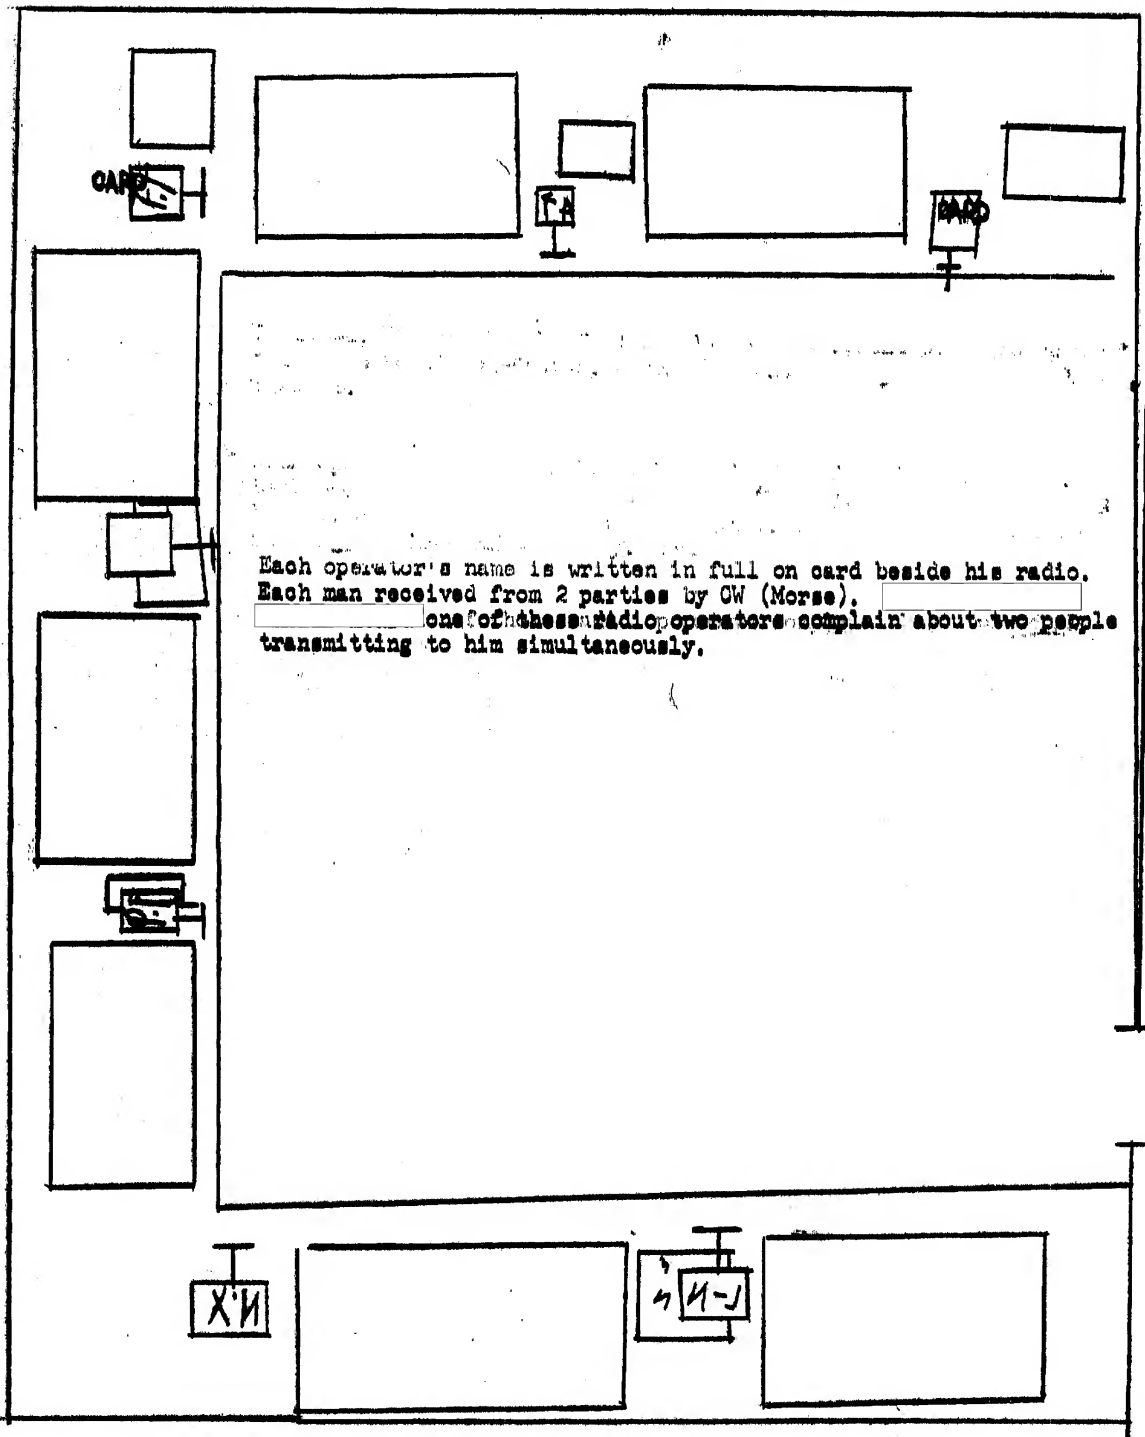 CARD
CARD
Each operator's name is written in full on card beside his radio.
Each man received from 2 parties by CW (Morse).
one of these radio operators complain about two people
transmitting to him simultaneously.
X.N
N-J